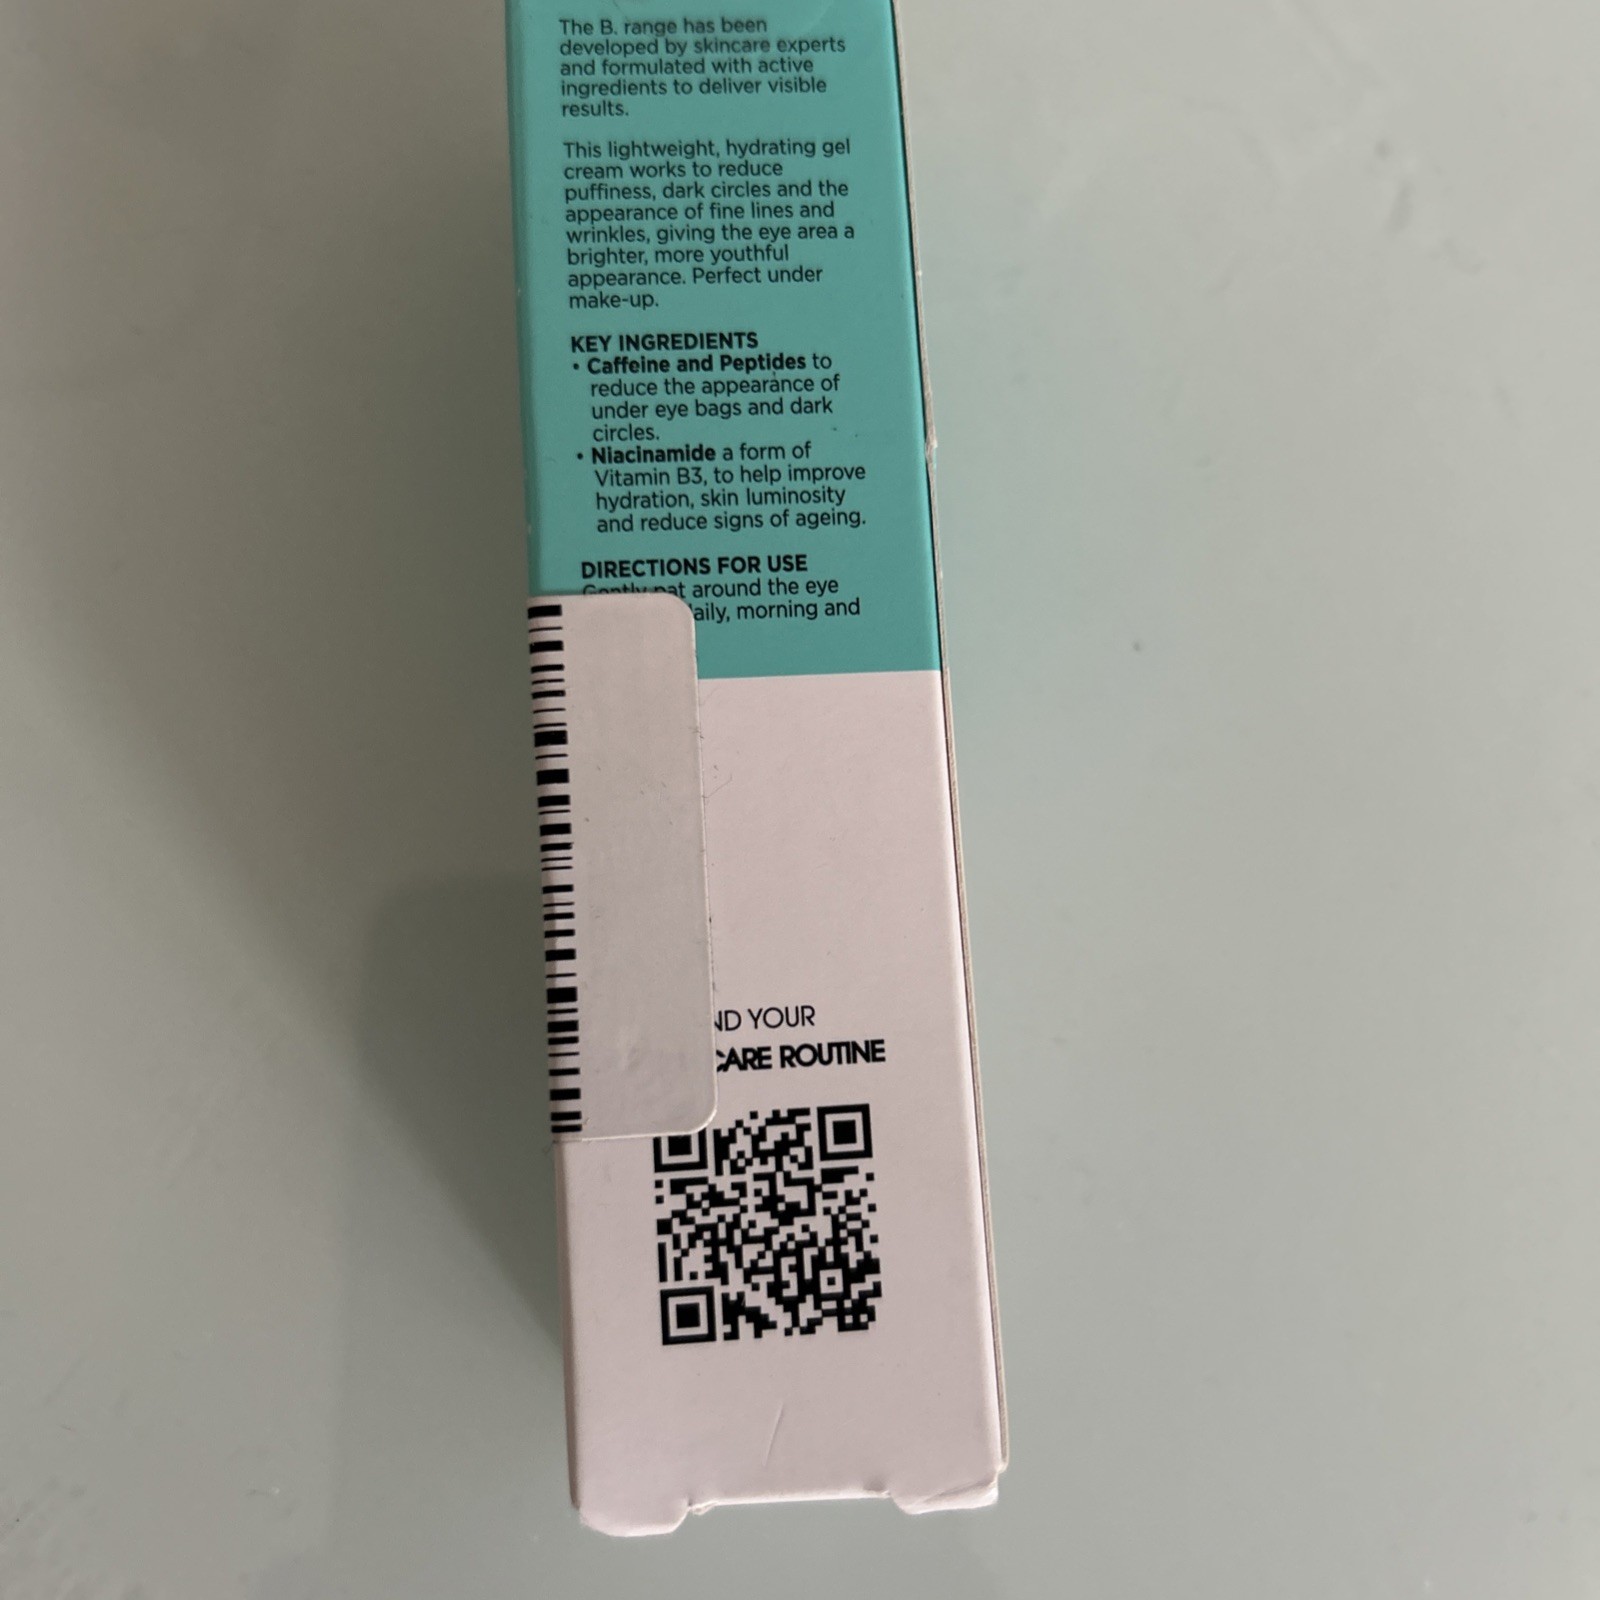 The B. range has been
developed by skincare experts
and formulated with active
ingredients to deliver visible
results.
This lightweight, hydrating gel
cream works to reduce
puffiness, dark circles and the
appearance of fine lines and
wrinkles, giving the eye area a
brighter, more youthful
appearance. Perfect under
make-up.
KEY INGREDIENTS
• Caffeine and Peptides to
reduce the appearance of
under eye bags and dark
circles.
• Niacinamide a form of
Vitamin B3, to help improve
hydration, skin luminosity
and reduce signs of ageing.
DIRECTIONS FOR USE
Gently pat around the eye
aily, morning and
ND YOUR
CARE ROUTINE